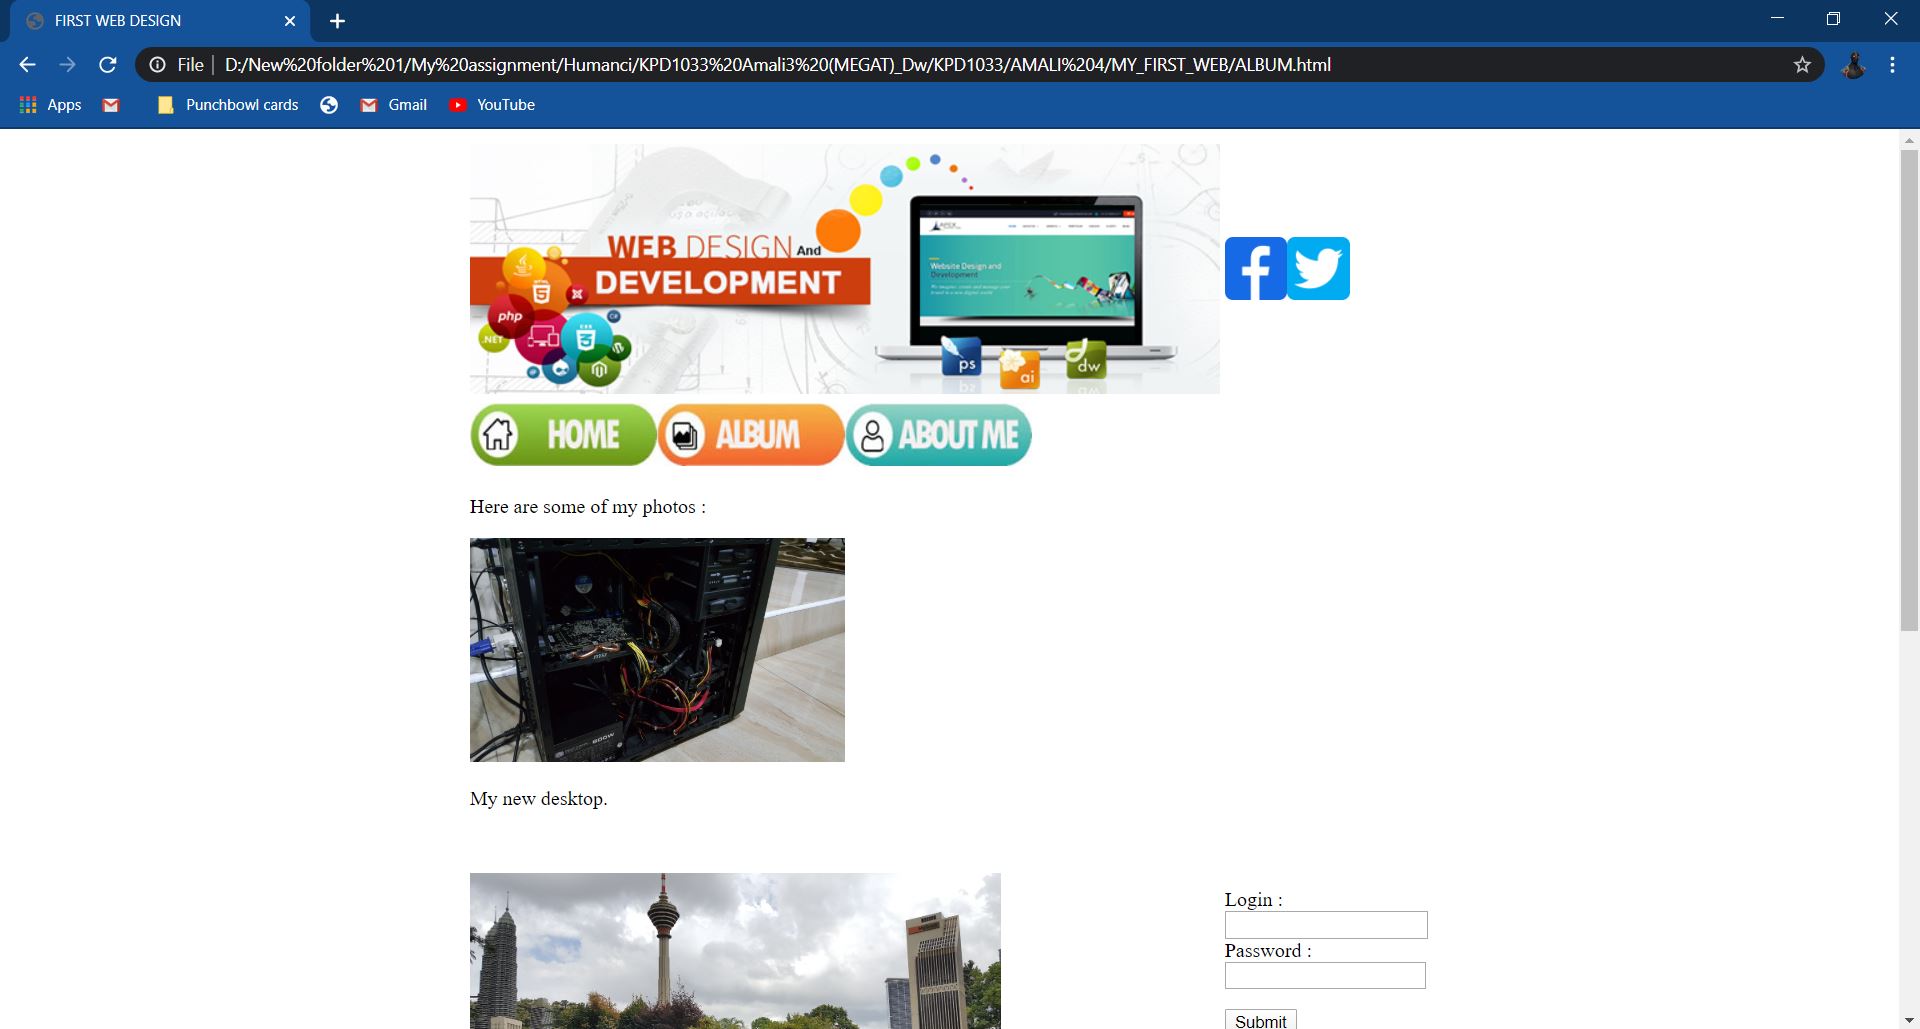 FIRST WEB DESIGN
File
D:/New%20folder%201/My%20assignment/Humanci/KPD1033%20Amali3%20(MEGAT)_Dw/KPD1033/AMALI%204/MY_FIRST_WEB/ALBUM.html
Apps
Punchbowl cards
Gmail
YouTube
WEB DESIGN And
DEVELOPMENT
php
.NET
Website Design and
Development
ps
ai
dw
HOME
ALBUM
ABOUT ME
Here are some of my photos :
600W
My new desktop.
Login :
Password :
Submit